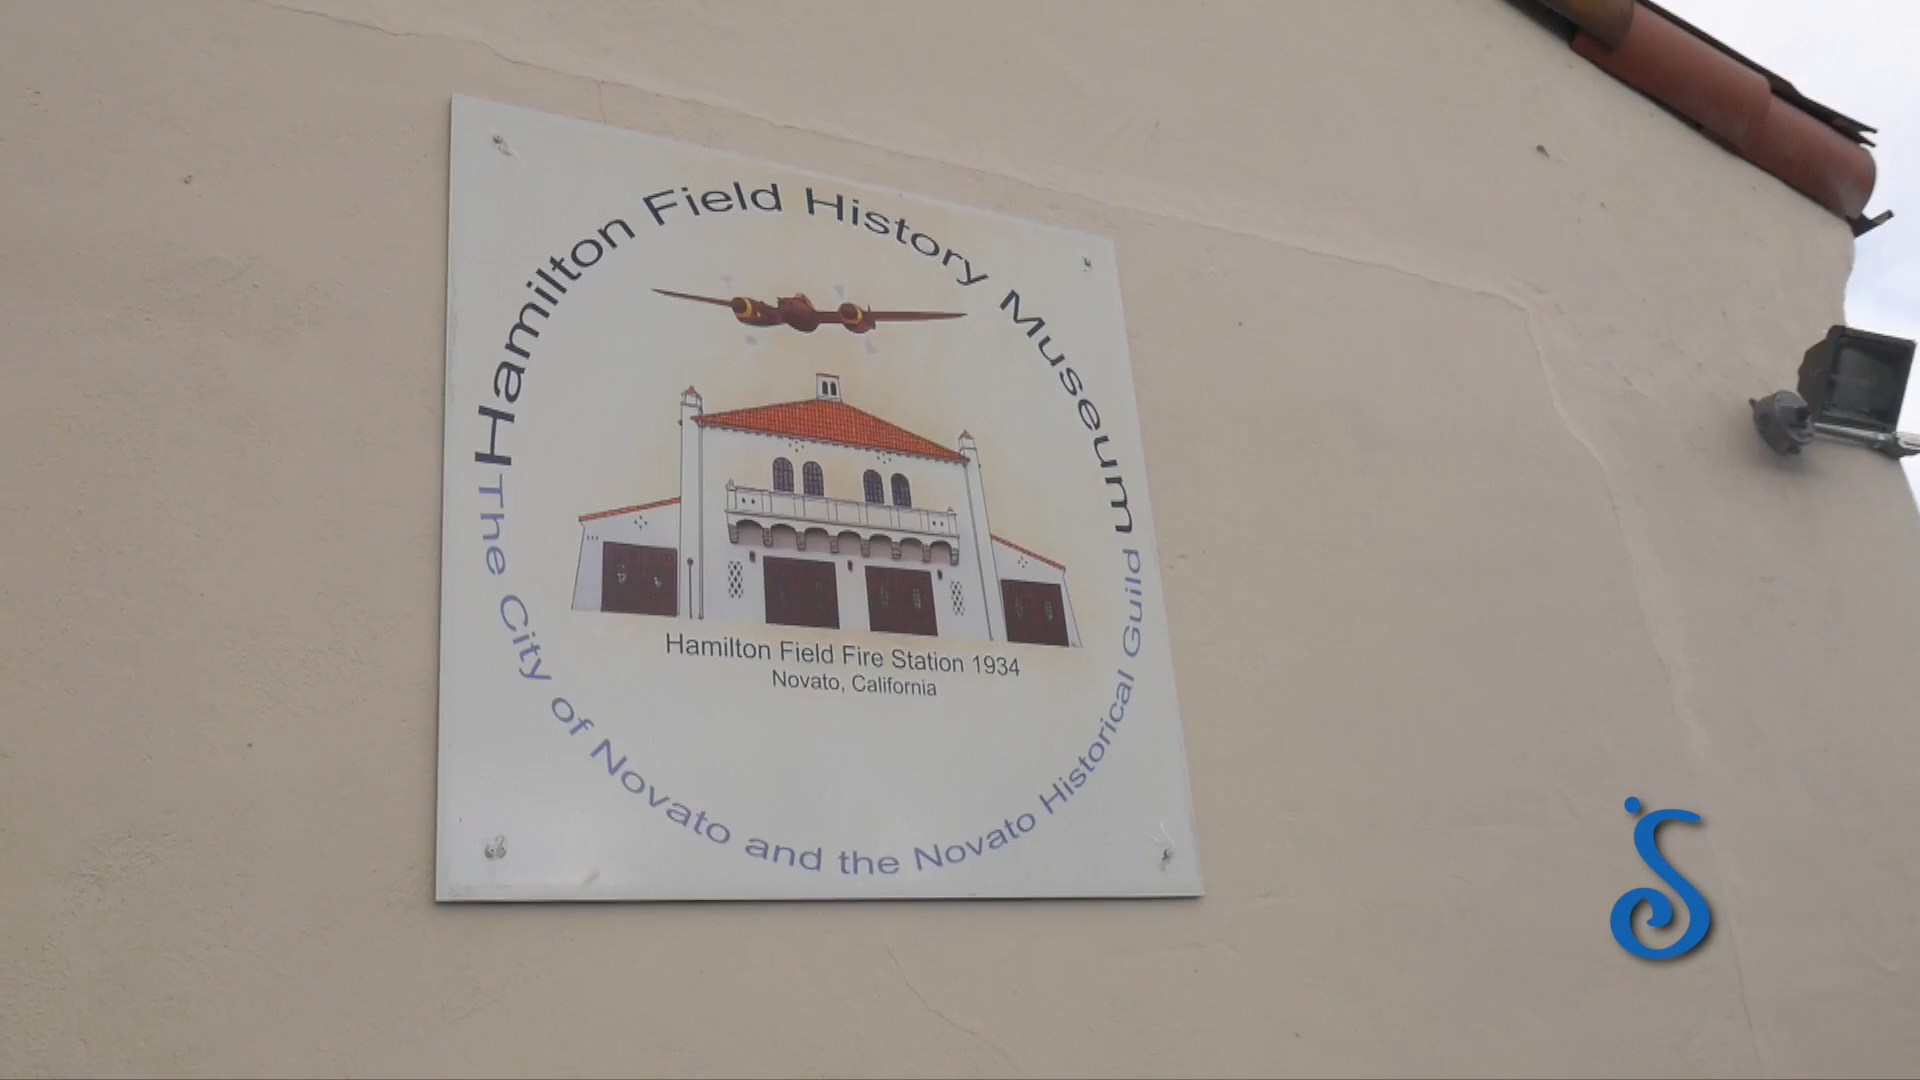 Hamilton Field History Museum
Hamilton Field Fire Station 1934
Novato, California
The City of Novato and the Novato Historical Guild